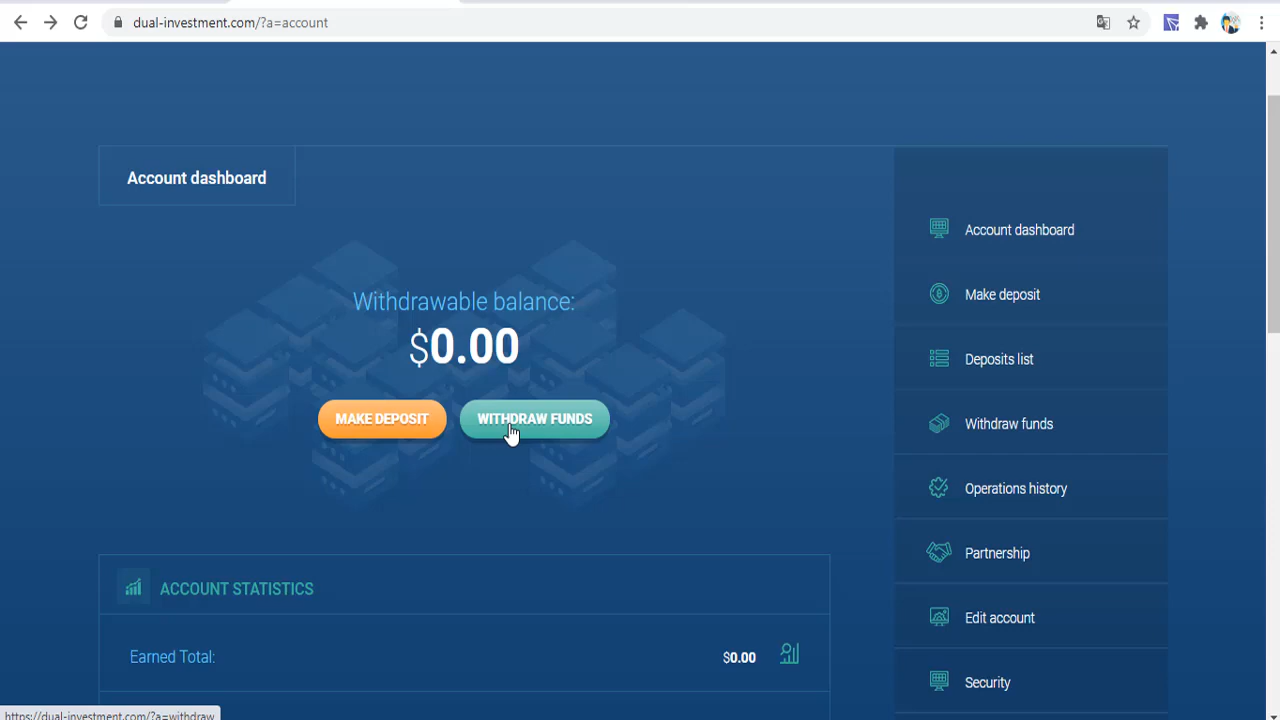 dual-investment.com/?a=account
Account dashboard
Withdrawable balance:
$0.00
MAKE DEPOSIT
WITHDRAW FUNDS
ACCOUNT STATISTICS
Earned Total:
$0.00
Account dashboard
Make deposit
Deposits list
Withdraw funds
Operations history
Partnership
Edit account
Security
https://dual-investment.com/?a=withdraw